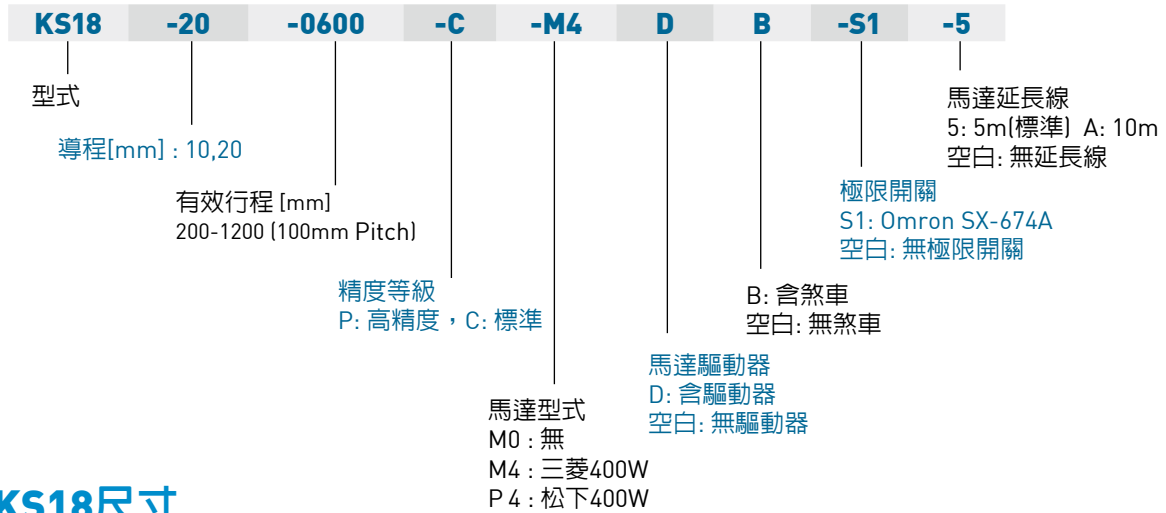 KS18 -20 -0600 -C -M4 D B -S1 -5
型式
導程[mm] : 10,20
有效行程 [mm]
200-1200 (100mm Pitch)
精度等級
P: 高精度，C: 標準
馬達型式
M0 : 無
M4 : 三菱400W
P 4 : 松下400W
馬達驅動器
D: 含驅動器
空白: 無驅動器
B: 含煞車
空白: 無煞車
極限開關
S1: Omron SX-674A
空白: 無極限開關
馬達延長線
5: 5m(標準)  A: 10m
空白: 無延長線
KS18尺寸